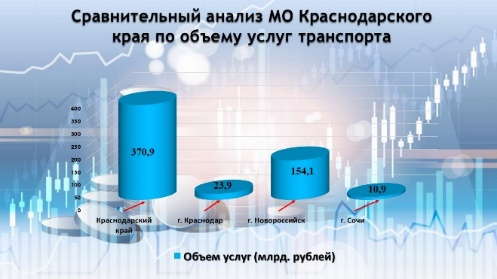 Сравнительный анализ МО Краснодарского
края по объему услуг транспорта
400
350
300
250
200
150
100
50
0
370,9
23,9
154,1
10,9
Краснодарский
край
г. Краснодар
г. Новороссийск
г. Сочи
Объем услуг (млрд. рублей)